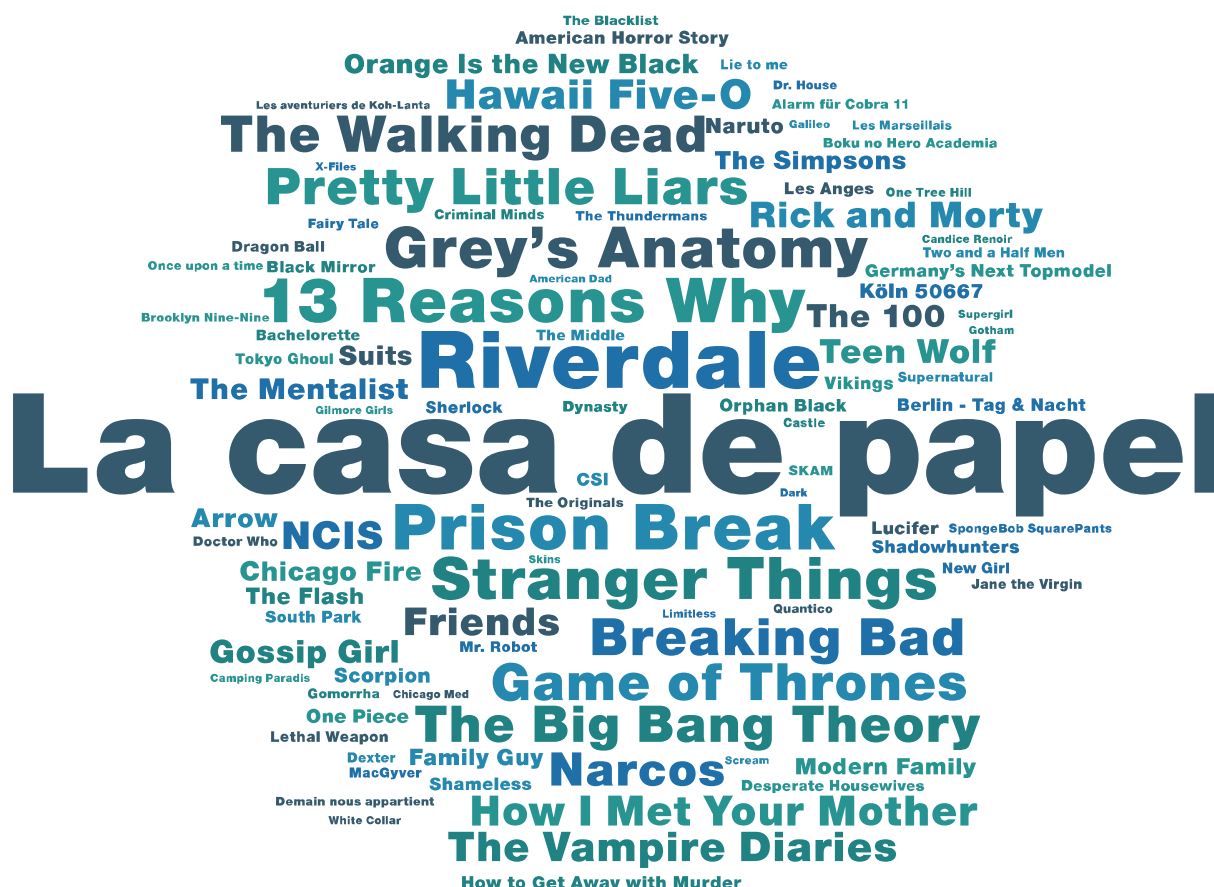 The Blacklist
American Horror Story
Orange Is the New Black
Lie to me
Hawaii Five-O
Dr. House
Les aventuriers de Koh-Lanta
Alarm für Cobra 11
The Walking Dead
Naruto
Galileo
Les Marseillais
Boku no Hero Academia
The Simpsons
X-Files
Pretty Little Liars
Les Anges
One Tree Hill
Criminal Minds
The Thundermans
Rick and Morty
Fairy Tale
Dragon Ball
Grey’s Anatomy
Candice Renoir
Two and a Half Men
Once upon a time
Black Mirror
Germany’s Next Topmodel
American Dad
Köln 50667
13 Reasons Why
Brooklyn Nine-Nine
The 100
Supergirl
Gotham
Bachelorette
The Middle
Tokyo Ghoul
Suits
Riverdale
Teen Wolf
The Mentalist
Vikings
Supernatural
Gilmore Girls
Sherlock
Dynasty
Orphan Black
Berlin - Tag & Nacht
Castle
La casa de papel
SKAM
CSI
Dark
The Originals
Arrow
Doctor Who
NCIS
Prison Break
Lucifer
SpongeBob SquarePants
Shadowhunters
Skins
Chicago Fire
Stranger Things
New Girl
Jane the Virgin
The Flash
South Park
Friends
Limitless
Quantico
Mr. Robot
Breaking Bad
Gossip Girl
Camping Paradis
Scorpion
Game of Thrones
Gomorrha
Chicago Med
One Piece
The Big Bang Theory
Lethal Weapon
Dexter
Family Guy
Narcos
Scream
Modern Family
MacGyver
Shameless
Desperate Housewives
Demain nous appartient
How I Met Your Mother
White Collar
The Vampire Diaries
How to Get Away with Murder